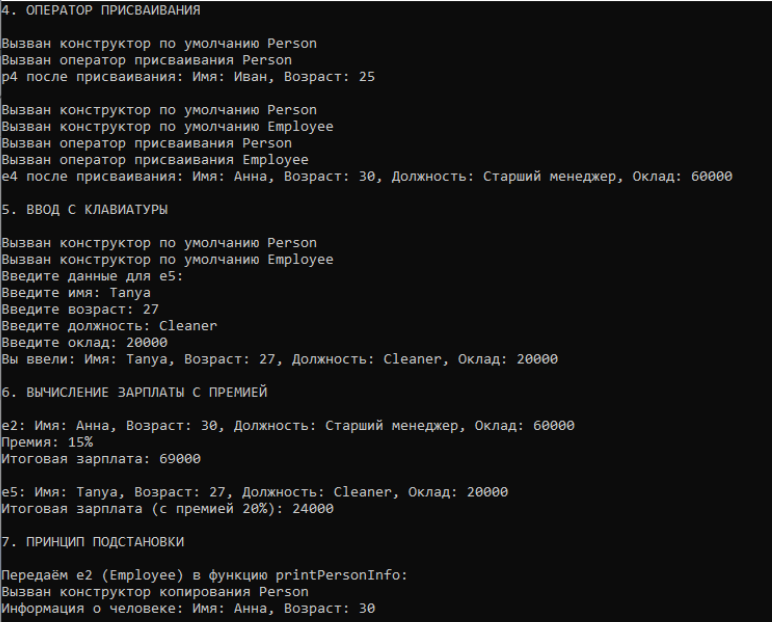 4. ОПЕРАТОР ПРИСВАИВАНИЯ
Вызван конструктор по умолчанию Person
Вызван оператор присваивания Person
p4 после присваивания: Имя: Иван, Возраст: 25
Вызван конструктор по умолчанию Person
Вызван конструктор по умолчанию Employee
Вызван оператор присваивания Person
Вызван оператор присваивания Employee
e4 после присваивания: Имя: Анна, Возраст: 30, Должность: Старший менеджер, Оклад: 60000
5. ВВОД С КЛАВИАТУРЫ
Вызван конструктор по умолчанию Person
Вызван конструктор по умолчанию Employee
Введите данные для e5:
Введите имя: Tanya
Введите возраст: 27
Введите должность: Cleaner
Введите оклад: 20000
Вы ввели: Имя: Tanya, Возраст: 27, Должность: Cleaner, Оклад: 20000
6. ВЫЧИСЛЕНИЕ ЗАРПЛАТЫ С ПРЕМИЕЙ
e2: Имя: Анна, Возраст: 30, Должность: Старший менеджер, Оклад: 60000
Премия: 15%
Итоговая зарплата: 69000
e5: Имя: Tanya, Возраст: 27, Должность: Cleaner, Оклад: 20000
Итоговая зарплата (с премией 20%): 24000
7. ПРИНЦИП ПОДСТАНОВКИ
Передаём e2 (Employee) в функцию printPersonInfo:
Вызван конструктор копирования Person
Информация о человеке: Имя: Анна, Возраст: 30